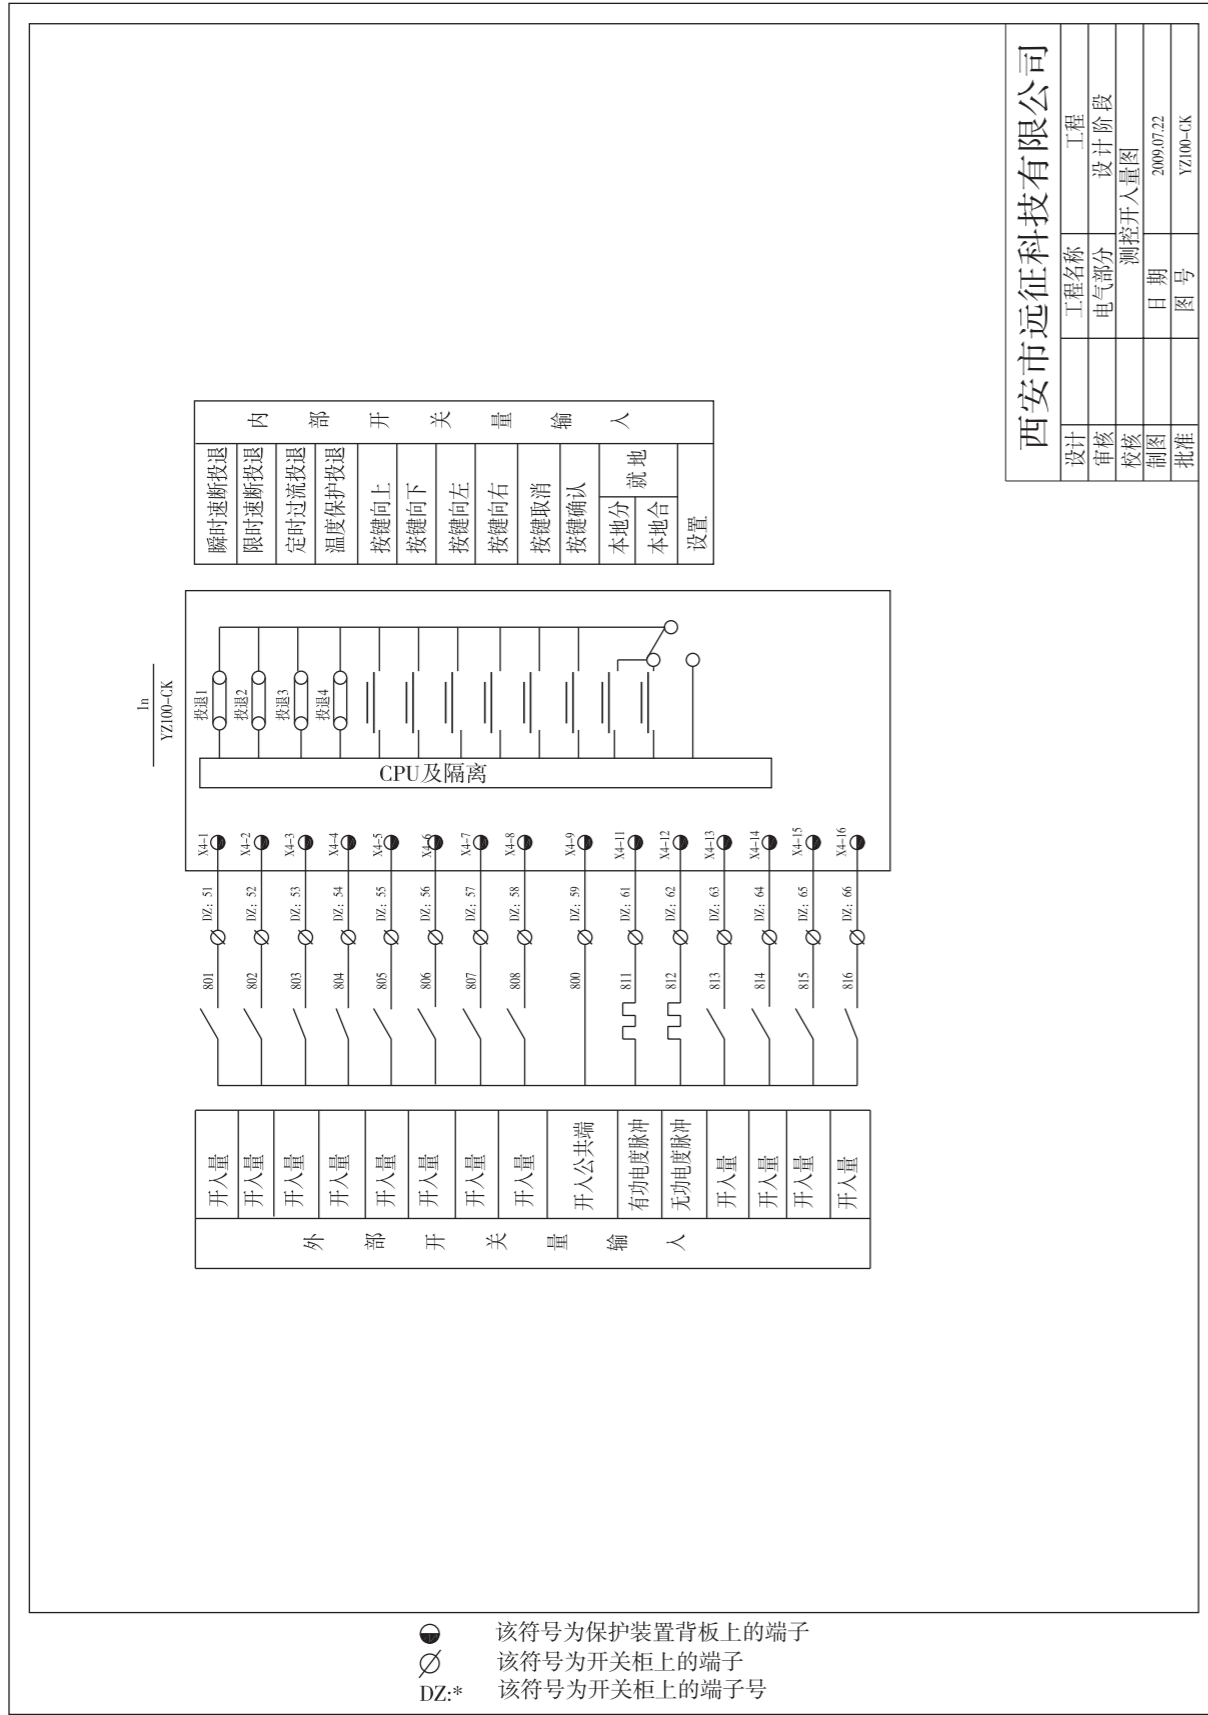 西安市远征科技有限公司
设计
工程名称
工程
审核
电气部分
设计阶段
校核
测控开入量图
制图
日 期
2009.07.22
批准
图 号
YZ100-CK
内部开关量输入
瞬时速断投退
限时速断投退
定时过流投退
温度保护投退
按键向上
按键向下
按键向左
按键向右
按键取消
按键确认
就地
本地分
本地合
设置
1n
YZ100-CK
投退1
投退2
投退3
投退4
CPU及隔离
X4-1
X4-2
X4-3
X4-4
X4-5
X4-6
X4-7
X4-8
X4-9
X4-11
X4-12
X4-13
X4-14
X4-15
X4-16
DZ: 51
DZ: 52
DZ: 53
DZ: 54
DZ: 55
DZ: 56
DZ: 57
DZ: 58
DZ: 59
DZ: 61
DZ: 62
DZ: 63
DZ: 64
DZ: 65
DZ: 66
801
802
803
804
805
806
807
808
800
811
812
813
814
815
816
开入量
开入量
开入量
开入量
开入量
开入量
开入量
开入量
开入公共端
有功电度脉冲
无功电度脉冲
开入量
开入量
开入量
开入量
外部开关量输入
该符号为保护装置背板上的端子
该符号为开关柜上的端子
DZ:* 该符号为开关柜上的端子号